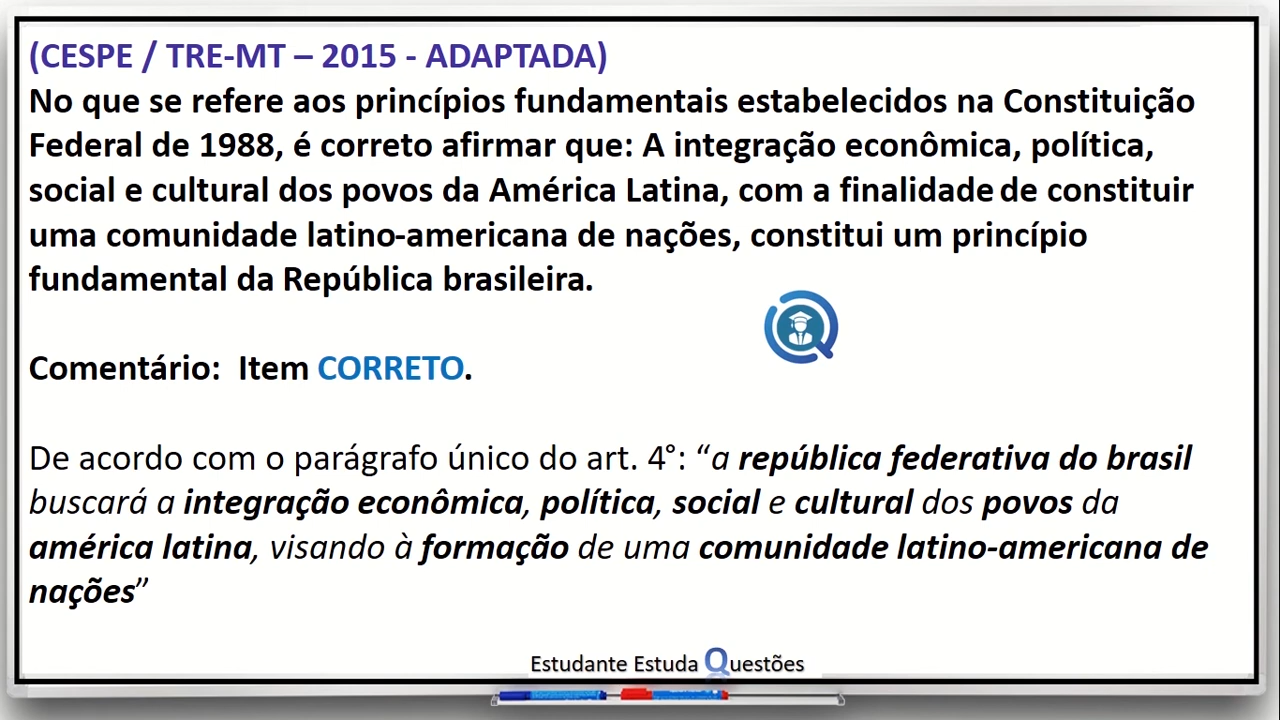 (CESPE / TRE-MT – 2015 - ADAPTADA)
No que se refere aos princípios fundamentais estabelecidos na Constituição
Federal de 1988, é correto afirmar que: A integração econômica, política,
social e cultural dos povos da América Latina, com a finalidade de constituir
uma comunidade latino-americana de nações, constitui um princípio
fundamental da República brasileira.
Comentário: Item CORRETO.
De acordo com o parágrafo único do art. 4°: “a república federativa do brasil
buscará a integração econômica, política, social e cultural dos povos da
américa latina, visando à formação de uma comunidade latino-americana de
nações”
Estudante Estuda Questões